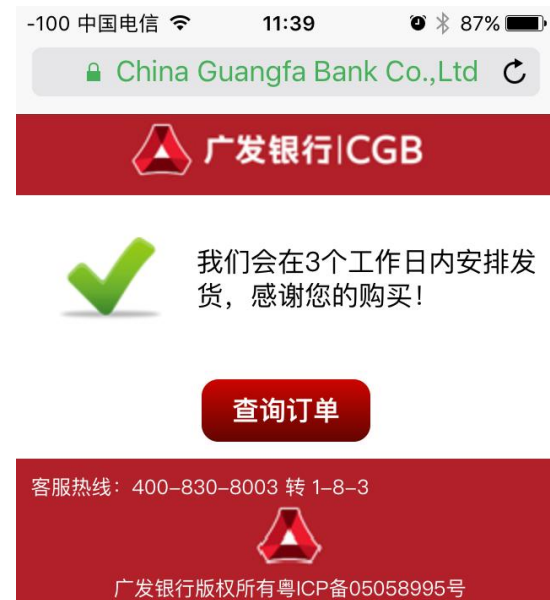 -100 中国电信 11:39 87%
China Guangfa Bank Co.,Ltd
广发银行|CGB
我们会在3个工作日内安排发
货，感谢您的购买！
查询订单
客服热线：400-830-8003 转 1-8-3
广发银行版权所有粤ICP备05058995号